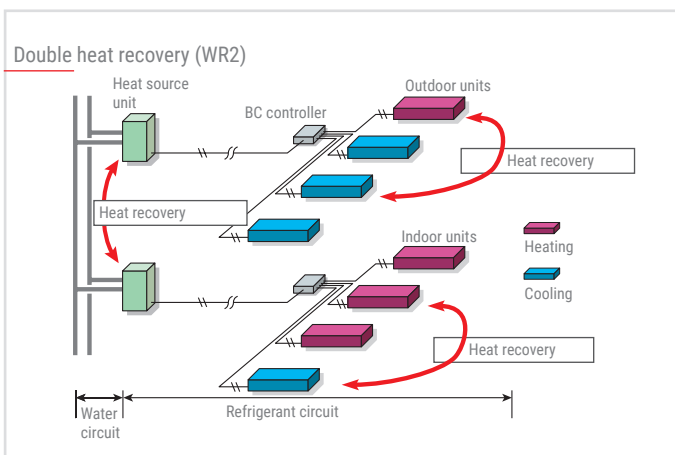 Double heat recovery (WR2)
Heat source
unit
BC controller
Outdoor units
Heat recovery
Heat recovery
Indoor units
Heating
Cooling
Heat recovery
Water
circuit
Refrigerant circuit